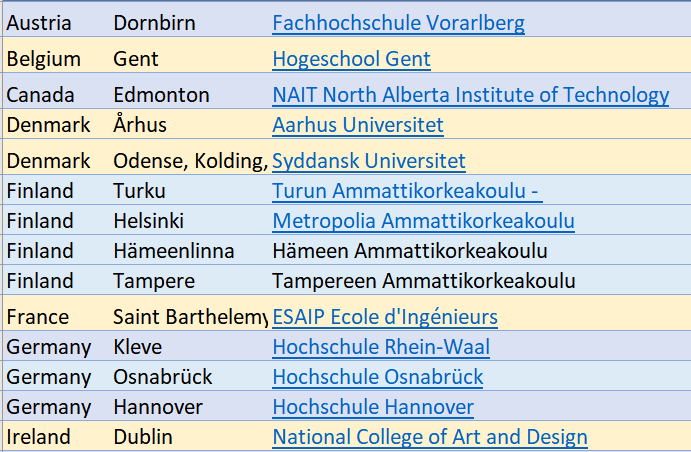 Austria Dornbirn Fachhochschule Vorarlberg
Belgium Gent Hogeschool Gent
Canada Edmonton NAIT North Alberta Institute of Technology
Denmark Århus Aarhus Universitet
Denmark Odense, Kolding, Syddansk Universitet
Finland Turku Turun Ammattikorkeakoulu -
Finland Helsinki Metropolia Ammattikorkeakoulu
Finland Hämeenlinna Hämeen Ammattikorkeakoulu
Finland Tampere Tampereen Ammattikorkeakoulu
France Saint Barthelemy ESAIP Ecole d'Ingénieurs
Germany Kleve Hochschule Rhein-Waal
Germany Osnabrück Hochschule Osnabrück
Germany Hannover Hochschule Hannover
Ireland Dublin National College of Art and Design